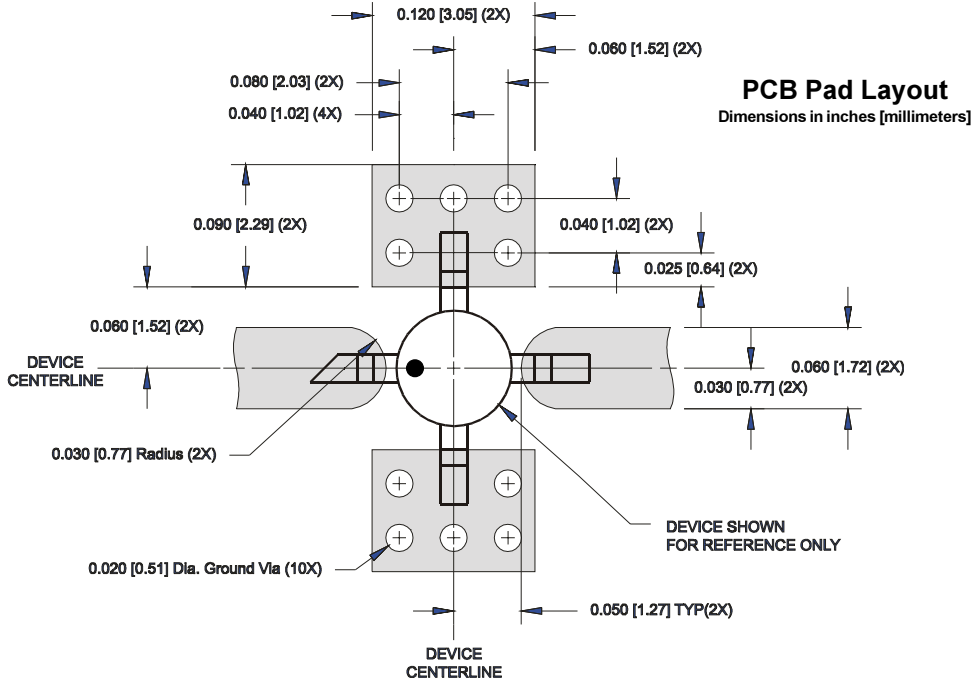 0.120 [3.05] (2X)
0.060 [1.52] (2X)
0.080 [2.03] (2X)
PCB Pad Layout
Dimensions in inches [millimeters]
0.040 [1.02] (4X)
0.090 [2.29] (2X)
0.040 [1.02] (2X)
0.025 [0.64] (2X)
0.060 [1.52] (2X)
DEVICE
CENTERLINE
0.060 [1.72] (2X)
0.030 [0.77] (2X)
0.030 [0.77] Radius (2X)
DEVICE SHOWN
FOR REFERENCE ONLY
0.020 [0.51] Dia. Ground Via (10X)
0.050 [1.27] TYP(2X)
DEVICE
CENTERLINE